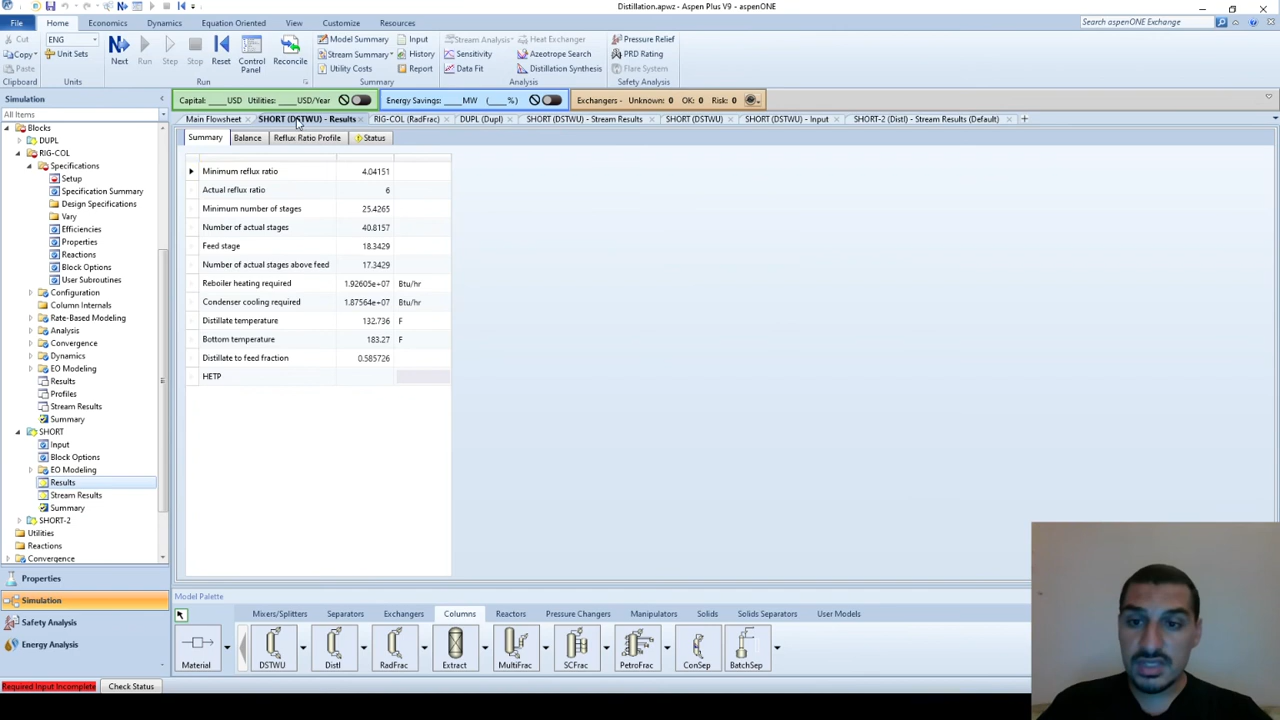 Distillation.apwz - Aspen Plus V9 - aspenONE
File Home Economics Dynamics Equation Oriented View Customize Resources Search aspenONE Exchange
Cut ENG Model Summary Input Stream Analysis Heat Exchanger Pressure Relief
Copy Unit Sets Next Run Step Stop Reset Control Panel Reconcile Stream Summary History Sensitivity Azeotrope Search PRD Rating
Paste Utility Costs Report Data Fit Distillation Synthesis Flare System
Clipboard Units Run Summary Analysis Safety Analysis
Simulation
Capital: ____USD Utilities: ____USD/Year Energy Savings: ____MW (____%) Exchangers - Unknown: 0 OK: 0 Risk: 0
All Items
Main Flowsheet SHORT (DSTWU) - Results RIG-COL (RadFrac) DUPL (Dupl) SHORT (DSTWU) - Stream Results SHORT (DSTWU) SHORT (DSTWU) - Input SHORT-2 (Distl) - Stream Results (Default)
Summary Balance Reflux Ratio Profile Status
Blocks
DUPL
RIG-COL
Specifications
Setup
Specification Summary
Design Specifications
Vary
Efficiencies
Properties
Reactions
Block Options
User Subroutines
Configuration
Column Internals
Rate-Based Modeling
Analysis
Convergence
Dynamics
EO Modeling
Results
Profiles
Stream Results
Summary
SHORT
Input
Block Options
EO Modeling
Results
Stream Results
Summary
SHORT-2
Utilities
Reactions
Convergence
Properties
Simulation
Safety Analysis
Energy Analysis
Minimum reflux ratio 4.04151
Actual reflux ratio 6
Minimum number of stages 25.4265
Number of actual stages 40.8157
Feed stage 18.3429
Number of actual stages above feed 17.3429
Reboiler heating required 1.92605e+07 Btu/hr
Condenser cooling required 1.87564e+07 Btu/hr
Distillate temperature 132.736 F
Bottom temperature 183.27 F
Distillate to feed fraction 0.585726
HETP
Model Palette
Mixers/Splitters Separators Exchangers Columns Reactors Pressure Changers Manipulators Solids Solids Separators User Models
Material DSTWU Distl RadFrac Extract MultiFrac SCFrac PetroFrac ConSep BatchSep
Required Input Incomplete Check Status